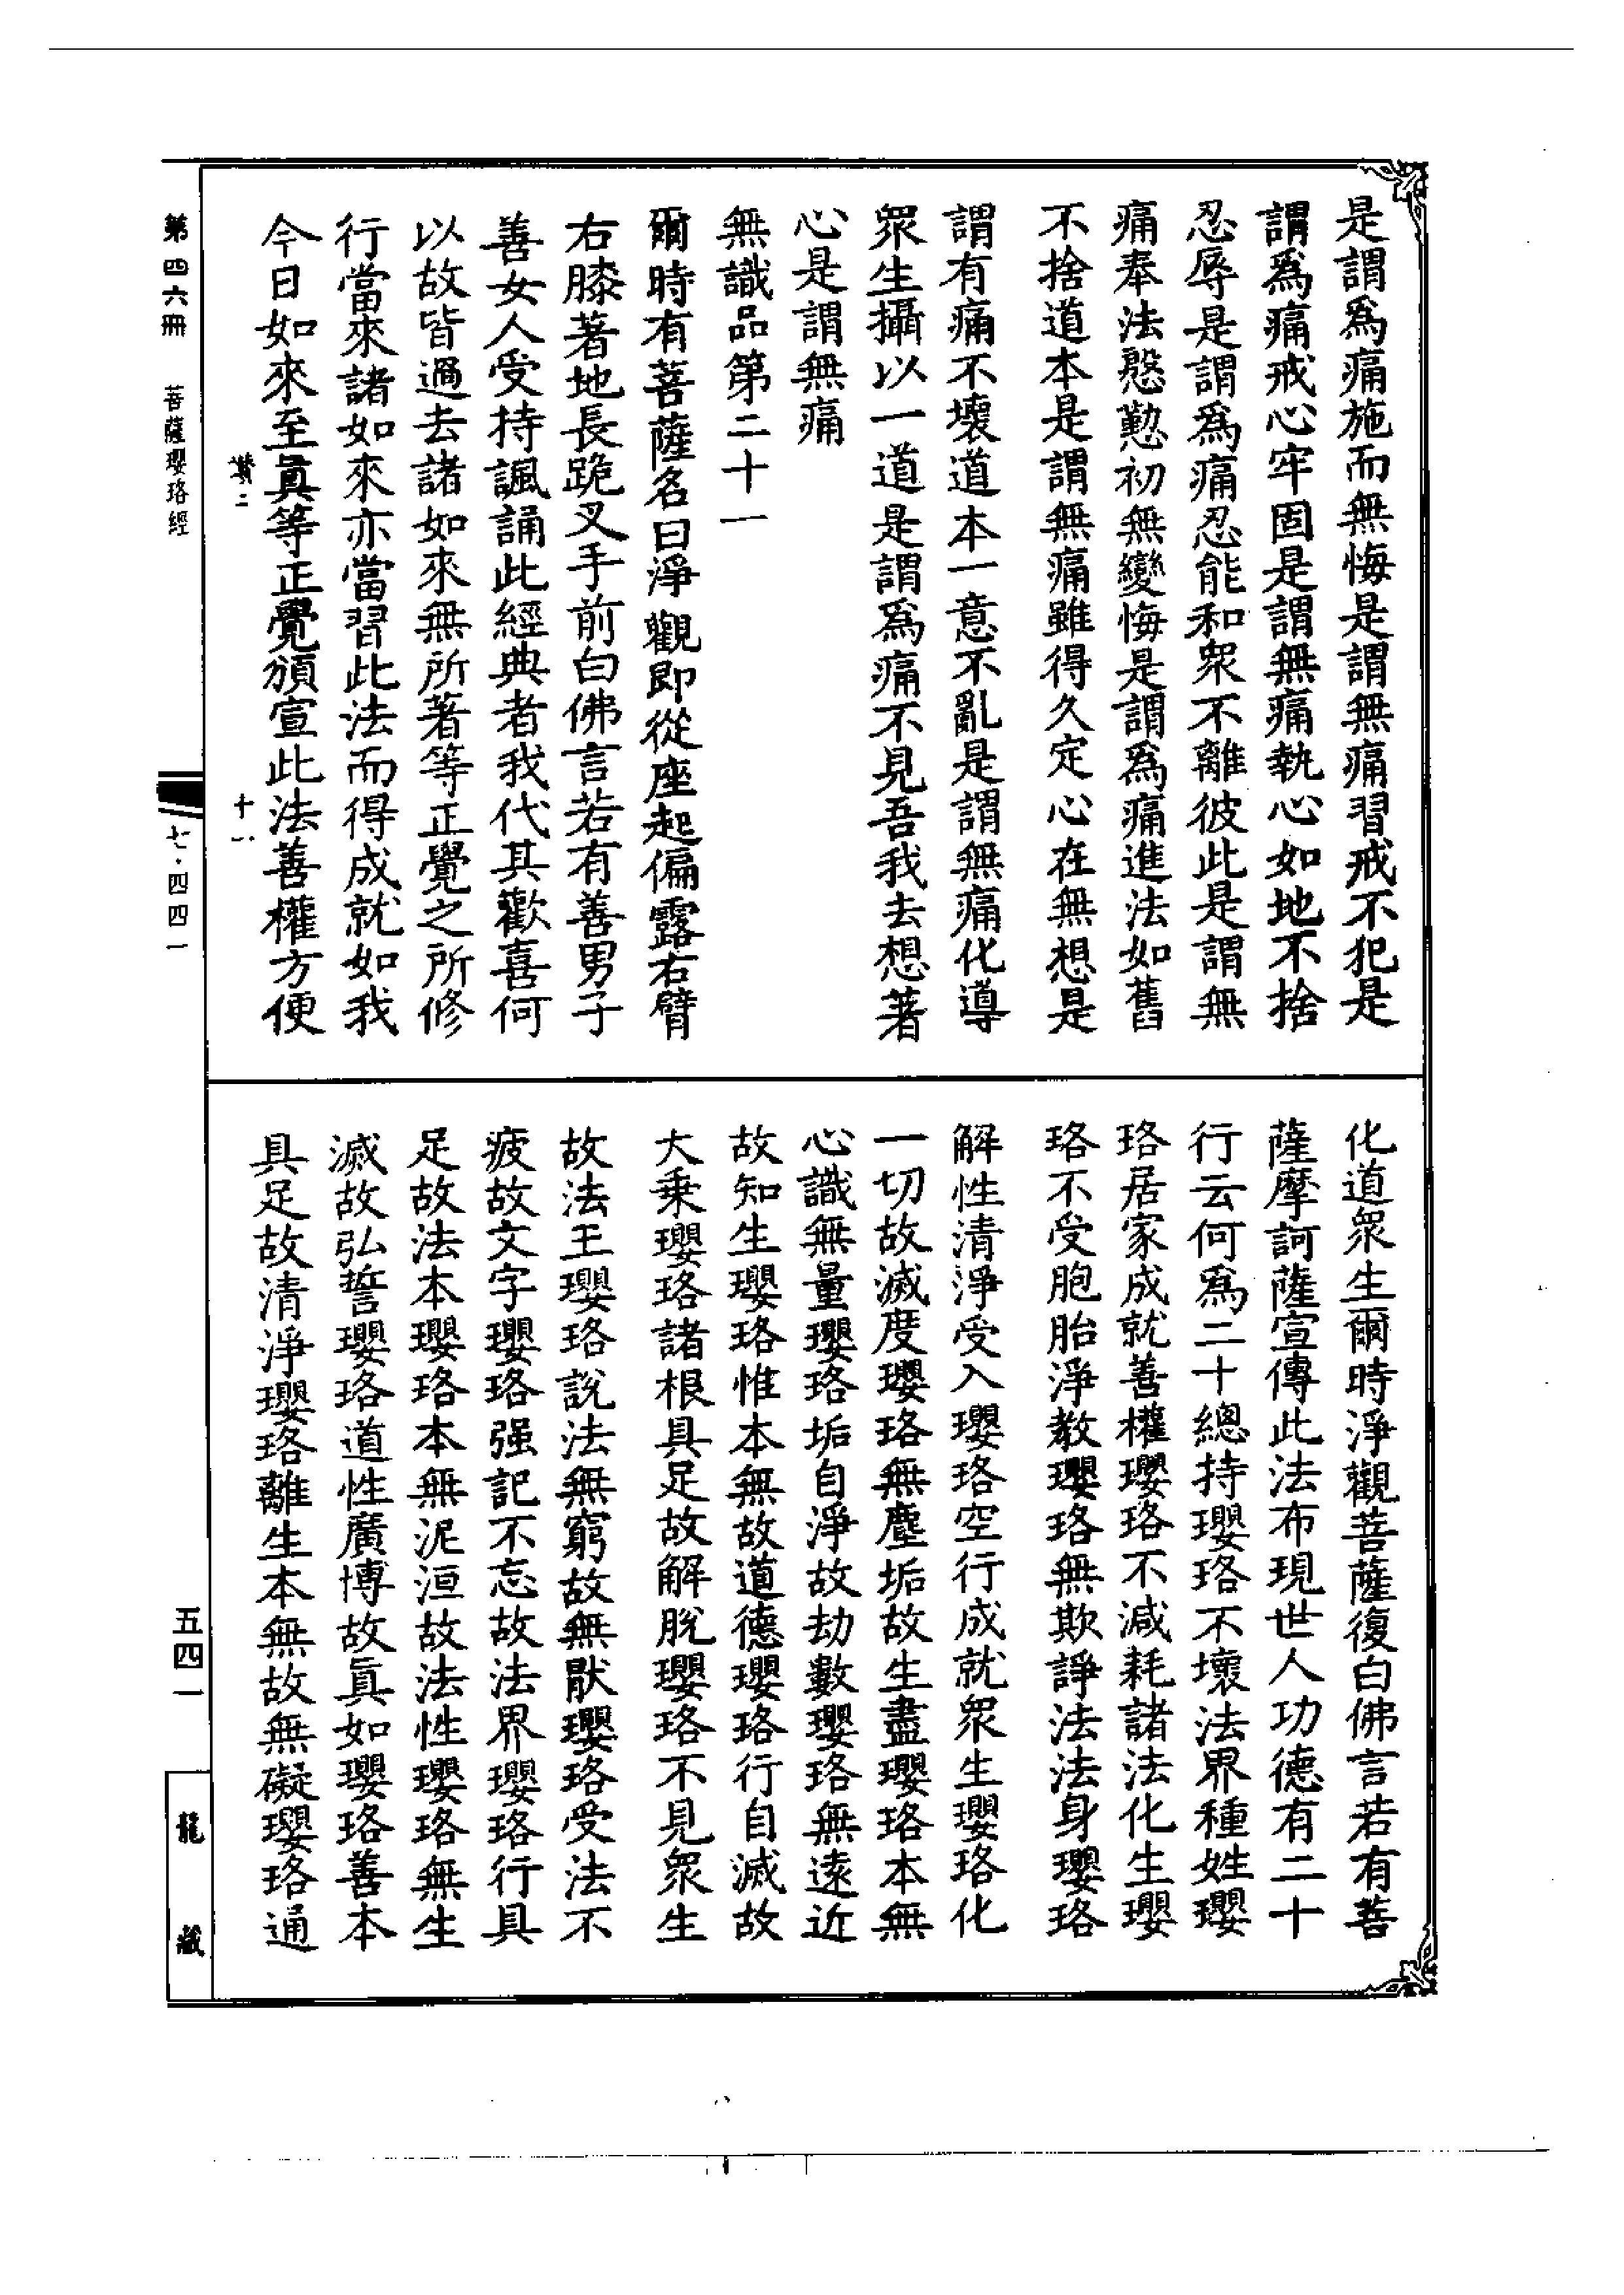 是謂爲痛施而無悔是謂無痛習戒不犯是
謂爲痛戒心牢固是謂無痛執心如地不捨
忍辱是謂爲痛忍能和衆不離彼此是謂無
痛奉法慇懃初無變悔是謂爲痛進法如舊
不捨道本是謂無痛雖得久定心在無想是
謂有痛不壞道本一意不亂是謂無痛化導
衆生攝以一道是謂爲痛不見吾我去想著
心是謂無痛
無識品第二十一
爾時有菩薩名曰淨觀即從座起偏露右臂
右膝著地長跪叉手前白佛言若有善男子
善女人受持諷誦此經典者我代其歡喜何
以故皆過去諸如來無所著等正覺之所修
行當來諸如來亦當習此法而得成就如我
今日如來至眞等正覺頒宣此法善權方便
化道衆生爾時淨觀菩薩復白佛言若有菩
薩摩訶薩宣傳此法布現世人功德有二十
行云何爲二十總持瓔珞不壞法界種姓瓔
珞居家成就善權瓔珞不減耗諸法化生瓔
珞不受胞胎淨教瓔珞無欺諍法法身瓔珞
解性清淨受入瓔珞空行成就衆生瓔珞化
一切故滅度瓔珞無塵垢故生盡瓔珞本無
心識無量瓔珞垢自淨故劫數瓔珞無遠近
故知生瓔珞惟本無故道德瓔珞行自滅故
大乗瓔珞諸根具足故解脫瓔珞不見衆生
故法王瓔珞說法無窮故無猒瓔珞受法不
疲故文字瓔珞强記不忘故法界瓔珞行具
足故法本瓔珞本無泥洹故法性瓔珞無生
滅故弘誓瓔珞道性廣博故眞如瓔珞善本
具足故清淨瓔珞離生本無故無礙瓔珞通
第四六冊 菩薩瓔珞經
七·四四一
五四一
龍藏